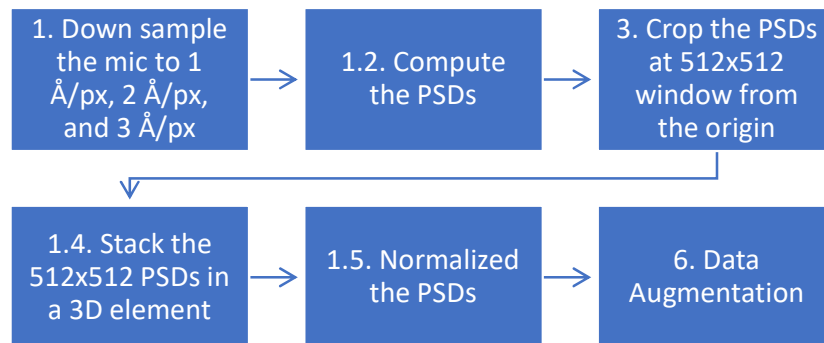 1. Down sample
the mic to 1
Å/px, 2 Å/px,
and 3 Å/px
1.2. Compute
the PSDs
3. Crop the PSDs
at 512x512
window from
the origin
1.4. Stack the
512x512 PSDs in
a 3D element
1.5. Normalized
the PSDs
6. Data
Augmentation